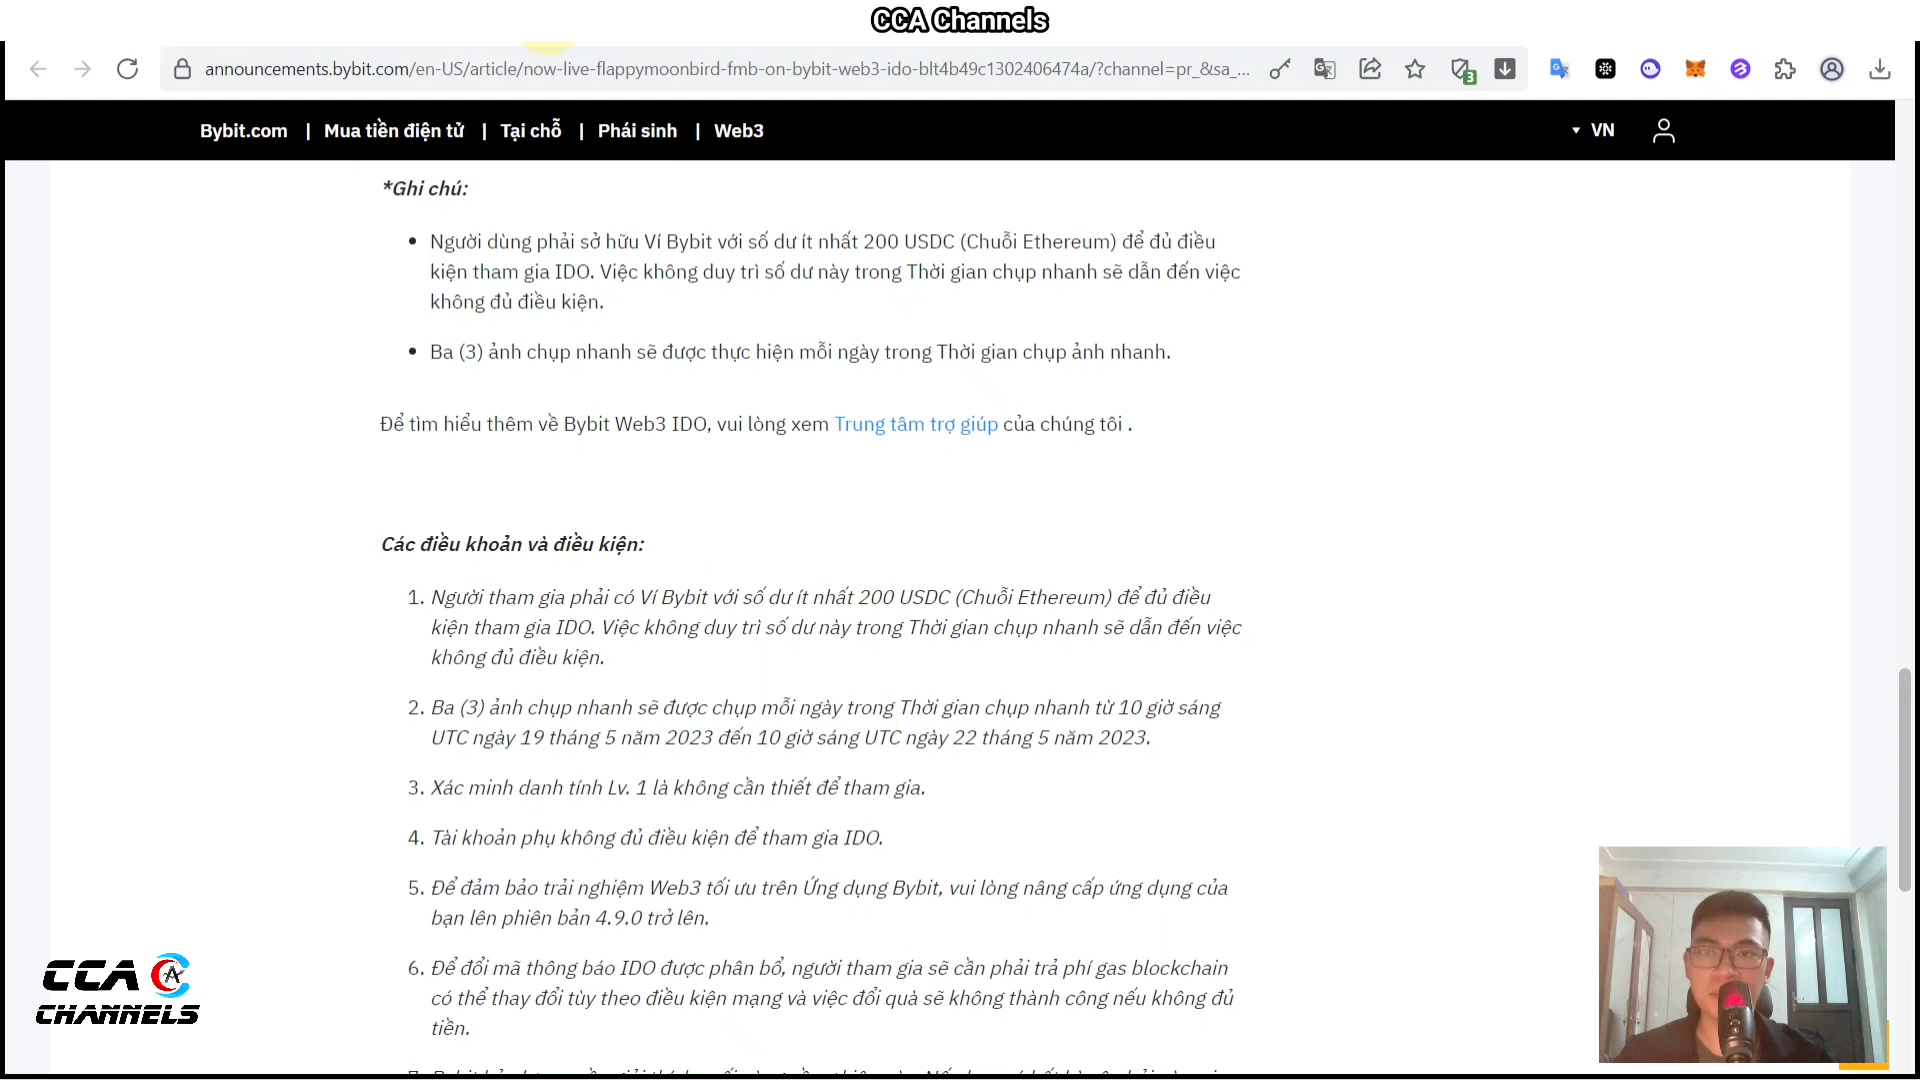 CCA Channels
announcements.bybit.com/en-US/article/now-live-flappymoonbird-fmb-on-bybit-web3-ido-blt4b49c1302406474a/?channel=pr_&sa_...
3
Bybit.com | Mua tiền điện tử | Tại chỗ | Phái sinh | Web3
VN
*Ghi chú:
Người dùng phải sở hữu Ví Bybit với số dư ít nhất 200 USDC (Chuỗi Ethereum) để đủ điều
kiện tham gia IDO. Việc không duy trì số dư này trong Thời gian chụp nhanh sẽ dẫn đến việc
không đủ điều kiện.
Ba (3) ảnh chụp nhanh sẽ được thực hiện mỗi ngày trong Thời gian chụp ảnh nhanh.
Để tìm hiểu thêm về Bybit Web3 IDO, vui lòng xem Trung tâm trợ giúp của chúng tôi .
Các điều khoản và điều kiện:
1. Người tham gia phải có Ví Bybit với số dư ít nhất 200 USDC (Chuỗi Ethereum) để đủ điều
kiện tham gia IDO. Việc không duy trì số dư này trong Thời gian chụp nhanh sẽ dẫn đến việc
không đủ điều kiện.
2. Ba (3) ảnh chụp nhanh sẽ được chụp mỗi ngày trong Thời gian chụp nhanh từ 10 giờ sáng
UTC ngày 19 tháng 5 năm 2023 đến 10 giờ sáng UTC ngày 22 tháng 5 năm 2023.
3. Xác minh danh tính Lv. 1 là không cần thiết để tham gia.
4. Tài khoản phụ không đủ điều kiện để tham gia IDO.
5. Để đảm bảo trải nghiệm Web3 tối ưu trên Ứng dụng Bybit, vui lòng nâng cấp ứng dụng của
bạn lên phiên bản 4.9.0 trở lên.
6. Để đổi mã thông báo IDO được phân bổ, người tham gia sẽ cần phải trả phí gas blockchain
có thể thay đổi tùy theo điều kiện mạng và việc đổi quà sẽ không thành công nếu không đủ
tiền.
CCA
CHANNELS